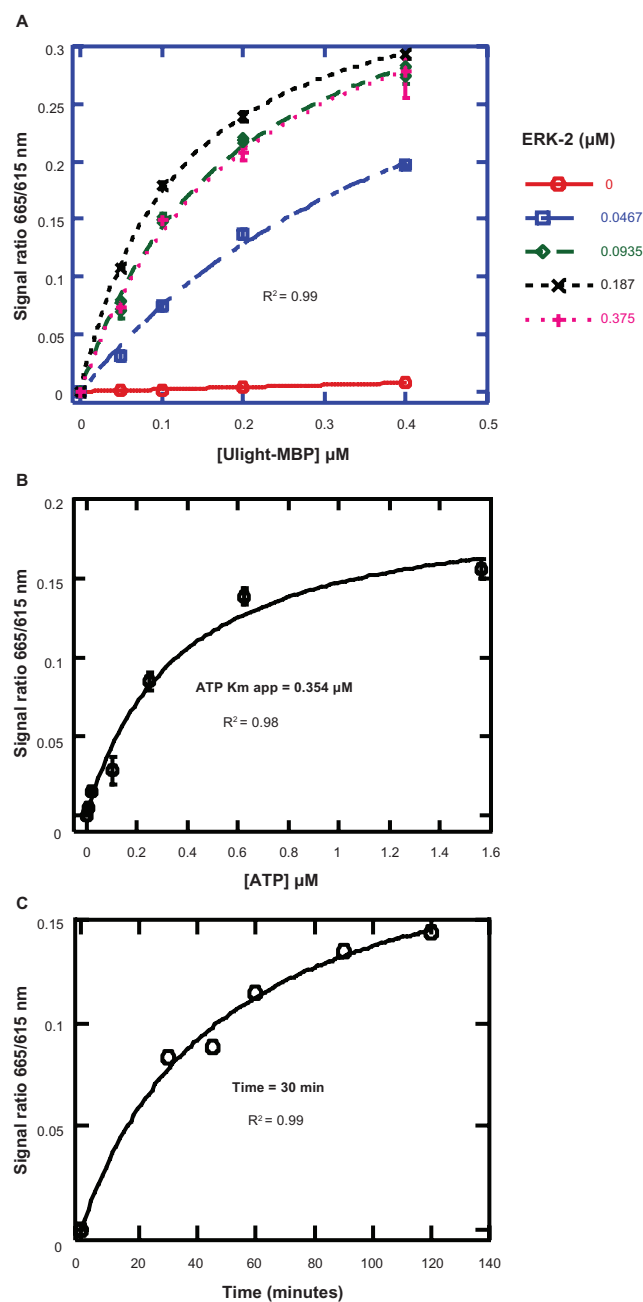 A
Signal ratio 665/615 nm
0.3
0.25
0.2
0.15
0.1
0.05
0
R² = 0.99
0 0.1 0.2 0.3 0.4 0.5
[Ulight-MBP] µM
ERK-2 (µM)
0
0.0467
0.0935
0.187
0.375
B
Signal ratio 665/615 nm
0.2
0.15
0.1
0.05
0
ATP Km app = 0.354 µM
R² = 0.98
0 0.2 0.4 0.6 0.8 1 1.2 1.4 1.6
[ATP] µM
C
Signal ratio 665/615 nm
0.15
0.1
0.05
0
Time = 30 min
R² = 0.99
0 20 40 60 80 100 120 140
Time (minutes)